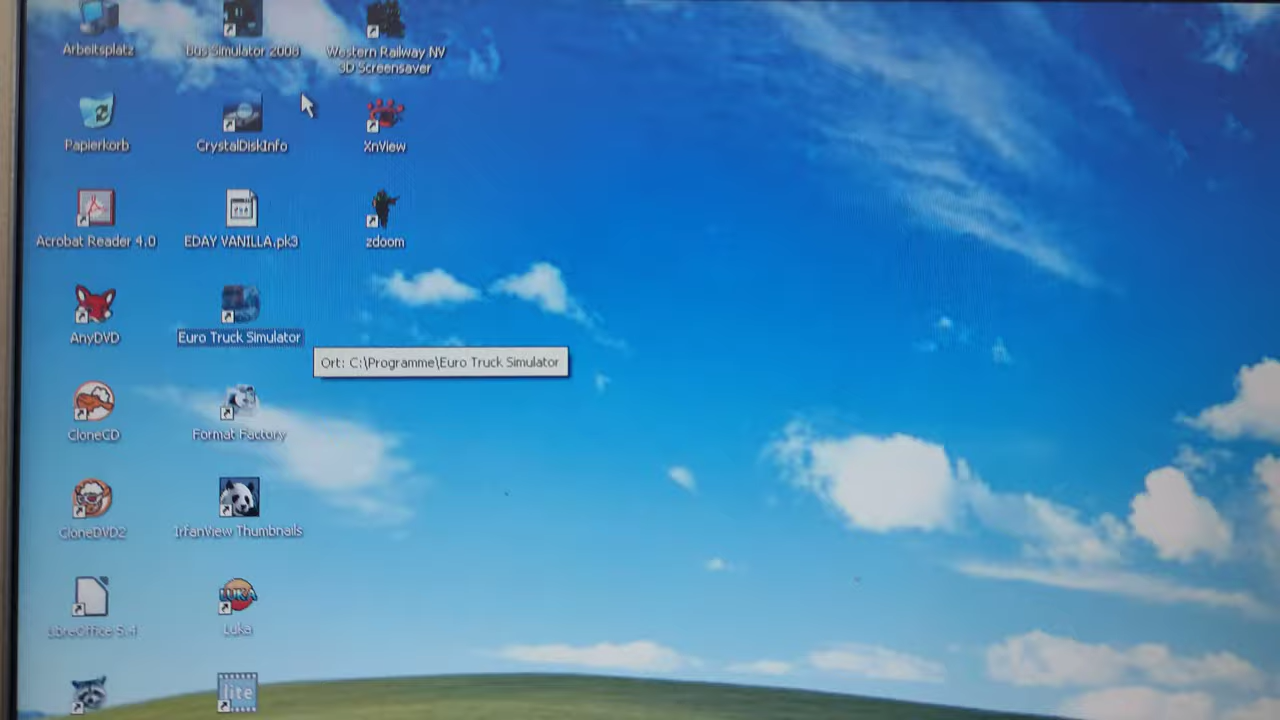 Arbeitsplatz
Bus Simulator 2008
Western Railway NV
3D Screensaver
Papierkorb
CrystalDiskInfo
XnView
Acrobat Reader 4.0
EDAY VANILLA.pk3
zdoom
AnyDVD
Euro Truck Simulator
Ort: C:\Programme\Euro Truck Simulator
CloneCD
Format Factory
CloneDVD2
IrfanView Thumbnails
LibreOffice 5.4
LUKA
Luka
lite